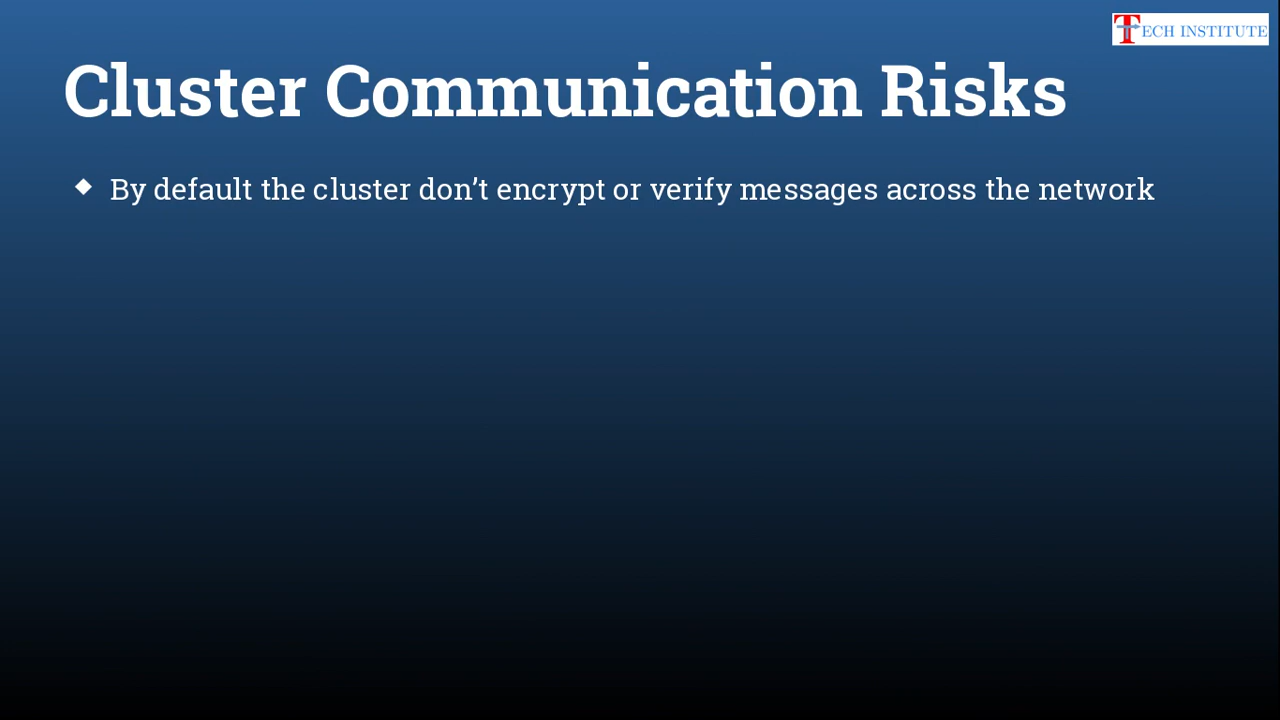 TECH INSTITUTE
Cluster Communication Risks
◆ By default the cluster don’t encrypt or verify messages across the network